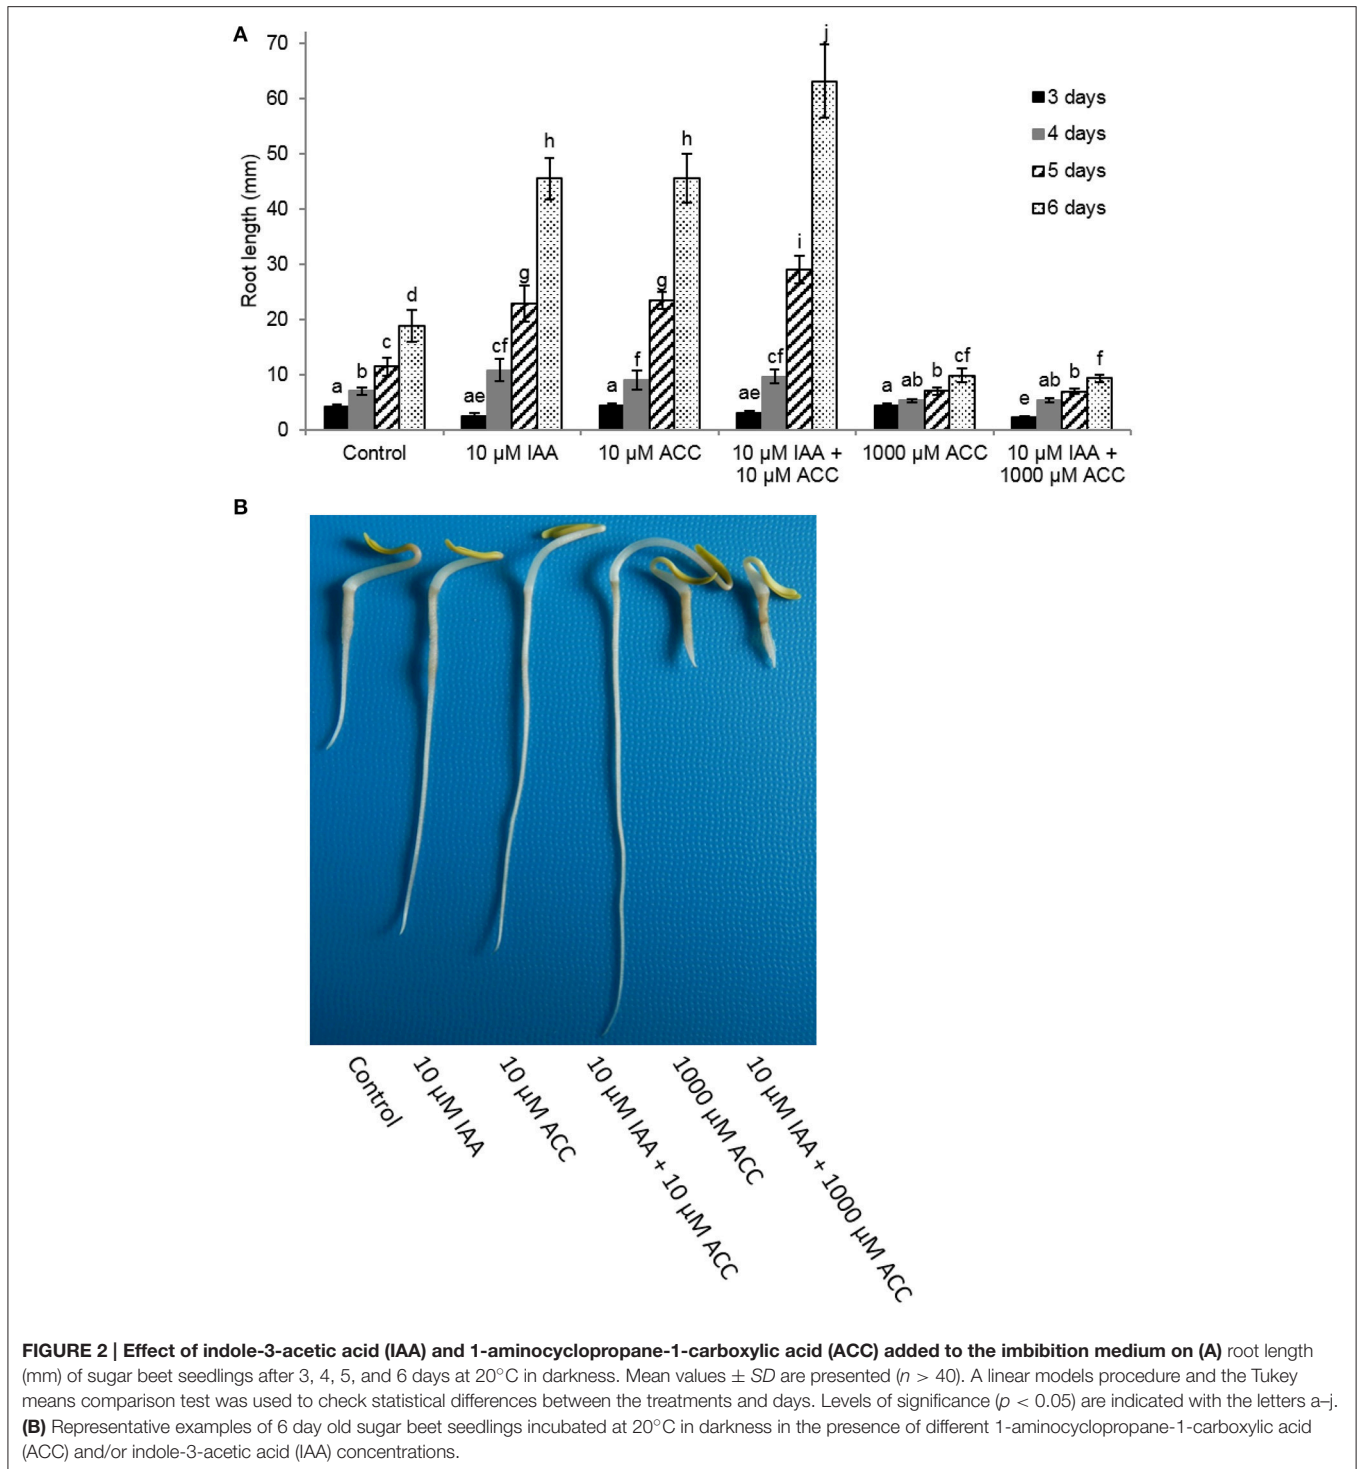 A
70
60
50
40
30
20
10
0
Root length (mm)
a b c d
ae cf g h
a f g h
ae cf i j
a ab b cf
e ab b f
3 days
4 days
5 days
6 days
Control
10 µM IAA
10 µM ACC
10 µM IAA +
10 µM ACC
1000 µM ACC
10 µM IAA +
1000 µM ACC
B
Control
10 µM IAA
10 µM ACC
10 µM IAA + 10 µM ACC
1000 µM ACC
10 µM IAA + 1000 µM ACC
FIGURE 2 | Effect of indole-3-acetic acid (IAA) and 1-aminocyclopropane-1-carboxylic acid (ACC) added to the imbibition medium on (A) root length
(mm) of sugar beet seedlings after 3, 4, 5, and 6 days at 20°C in darkness. Mean values ± SD are presented (n > 40). A linear models procedure and the Tukey
means comparison test was used to check statistical differences between the treatments and days. Levels of significance (p < 0.05) are indicated with the letters a–j.
(B) Representative examples of 6 day old sugar beet seedlings incubated at 20°C in darkness in the presence of different 1-aminocyclopropane-1-carboxylic acid
(ACC) and/or indole-3-acetic acid (IAA) concentrations.